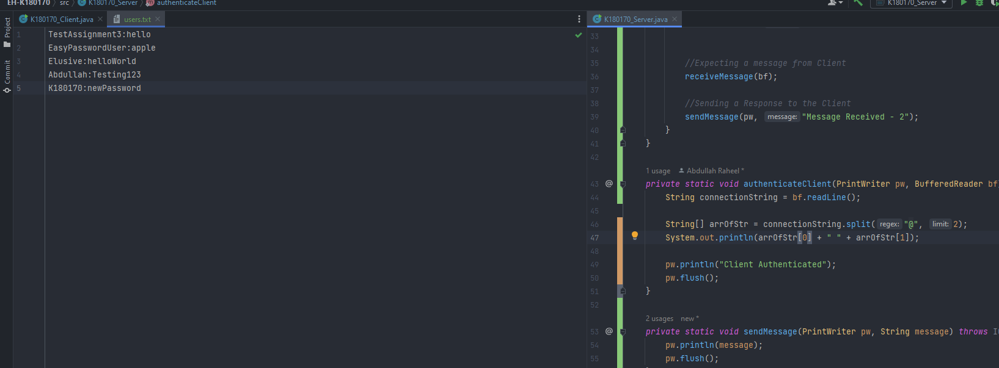 EH-K180170 src K180170_Server authenticateClient
K180170_Server
Project
Commit
K180170_Client.java
users.txt
1 TestAssignment3:hello
2 EasyPasswordUser:apple
3 Elusive:helloWorld
4 Abdullah:Testing123
5 K180170:newPassword
K180170_Server.java
33
34
35 //Expecting a message from Client
36 receiveMessage(bf);
37
38 //Sending a Response to the Client
39 sendMessage(pw, message: "Message Received - 2");
40 }
41 }
42
1 usage Abdullah Raheel *
43 @ private static void authenticateClient(PrintWriter pw, BufferedReader bf
44 String connectionString = bf.readLine();
45
46 String[] arrOfStr = connectionString.split( regex: "@", limit: 2);
47 System.out.println(arrOfStr[0] + " " + arrOfStr[1]);
48
49 pw.println("Client Authenticated");
50 pw.flush();
51 }
52
2 usages new *
53 @ private static void sendMessage(PrintWriter pw, String message) throws
54 pw.println(message);
55 pw.flush();